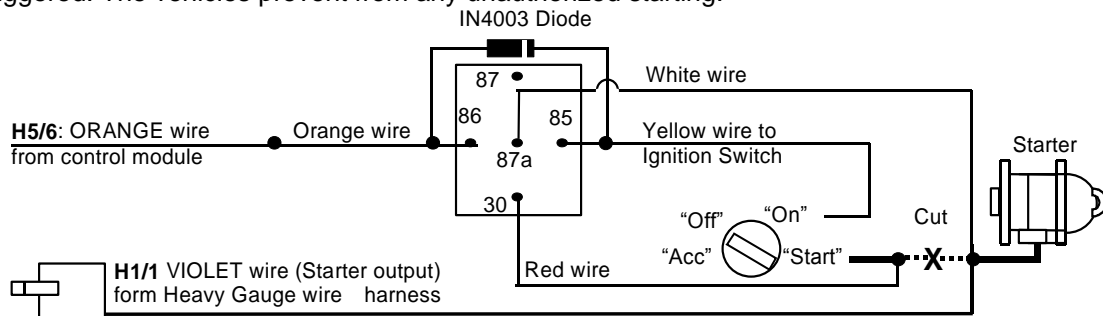 ggered. The vehicles prevent from any unauthorized starting.
IN4003 Diode
87
White wire
86
85
H5/6: ORANGE wire
from control module
Orange wire
87a
Yellow wire to
Ignition Switch
Starter
30
"Off"
"On"
Cut
"Acc"
"Start"
X
Red wire
H1/1 VIOLET wire (Starter output)
form Heavy Gauge wire harness